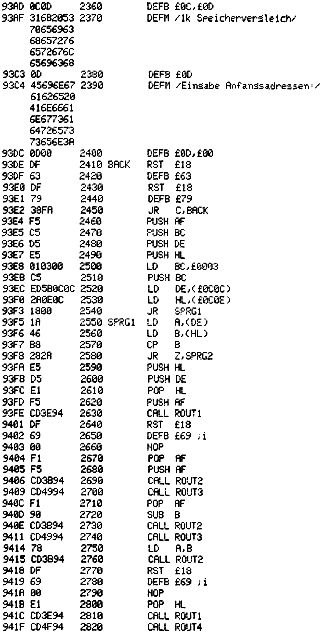 93AD 0C0D 2360 DEFB £0C,£0D
93AF 316B2053 2370 DEFM /1k Speichervergleich/
70656963
68657276
6572676C
65696368
93C3 0D 2380 DEFB £0D
93C4 45696E67 2390 DEFM /Eingabe Anfangsadressen:/
61626520
416E6661
6E677361
64726573
73656E3A
93DC 0D00 2400 DEFB £0D,£00
93DE DF 2410 BACK RST £18
93DF 63 2420 DEFB £63
93E0 DF 2430 RST £18
93E1 79 2440 DEFB £79
93E2 38FA 2450 JR C,BACK
93E4 F5 2460 PUSH AF
93E5 C5 2470 PUSH BC
93E6 D5 2480 PUSH DE
93E7 E5 2490 PUSH HL
93E8 010300 2500 LD BC,£0003
93EB C5 2510 PUSH BC
93EC ED5B0C0C 2520 LD DE,(£0C0C)
93F0 2A0E0C 2530 LD HL,(£0C0E)
93F3 1800 2540 JR SPRG1
93F5 1A 2550 SPRG1 LD A,(DE)
93F6 46 2560 LD B,(HL)
93F7 B8 2570 CP B
93F8 282A 2580 JR Z,SPRG2
93FA E5 2590 PUSH HL
93FB D5 2600 PUSH DE
93FC E1 2610 POP HL
93FD F5 2620 PUSH AF
93FE CD3E94 2630 CALL ROUT1
9401 DF 2640 RST £18
9402 69 2650 DEFB £69 ;i
9403 00 2660 NOP
9404 F1 2670 POP AF
9405 F5 2680 PUSH AF
9406 CD3B94 2690 CALL ROUT2
9409 CD4994 2700 CALL ROUT3
940C F1 2710 POP AF
940D 90 2720 SUB B
940E CD3B94 2730 CALL ROUT2
9411 CD4994 2740 CALL ROUT3
9414 78 2750 LD A,B
9415 CD3B94 2760 CALL ROUT2
9418 DF 2770 RST £18
9419 69 2780 DEFB £69 ;i
941A 00 2790 NOP
941B E1 2800 POP HL
941C CD3E94 2810 CALL ROUT1
941F CD4F94 2820 CALL ROUT4